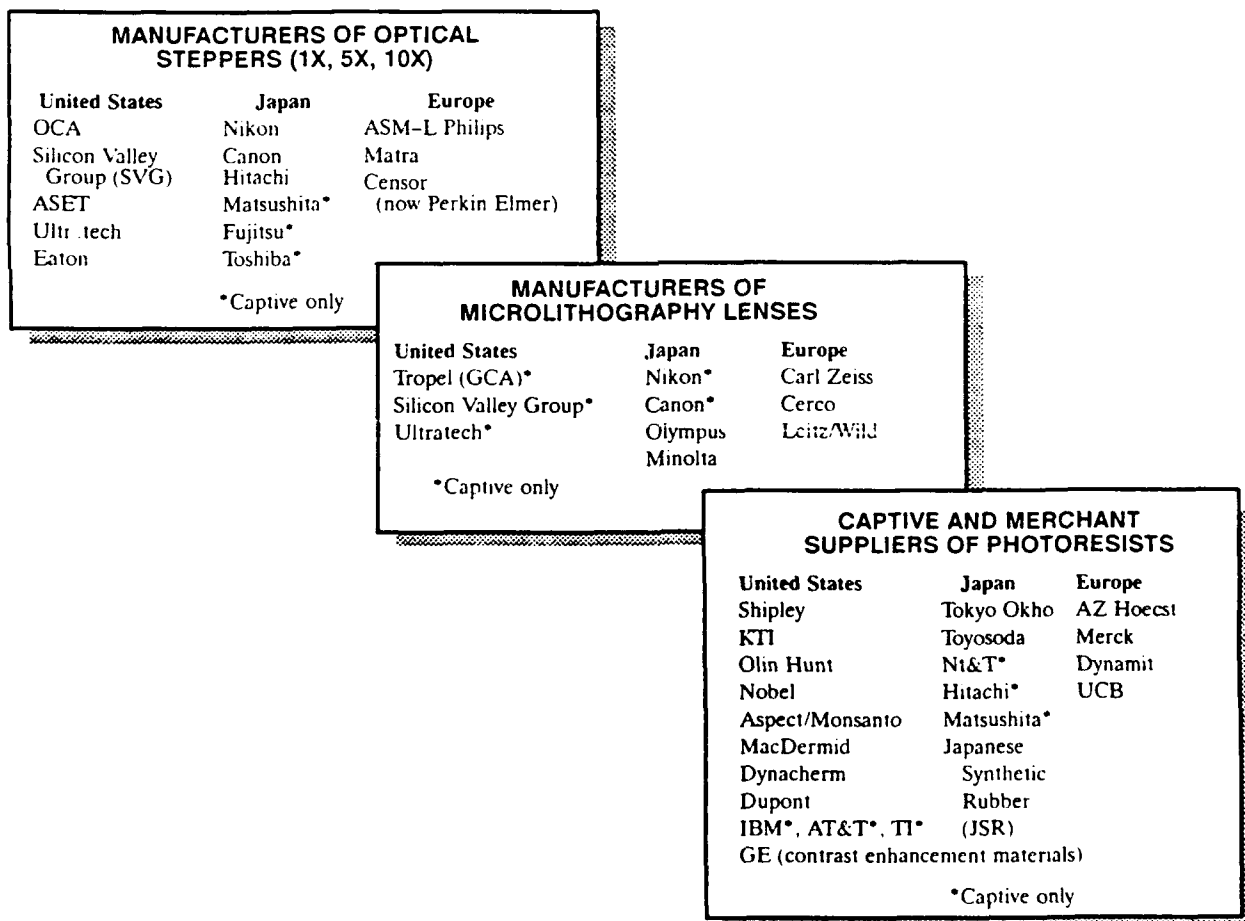 MANUFACTURERS OF OPTICAL
STEPPERS (1X, 5X, 10X)
United States Japan Europe
OCA Nikon ASM-L Philips
Silicon Valley Canon Matra
Group (SVG) Hitachi Censor
ASET Matsushita* (now Perkin Elmer)
Fujitsu*
Eaton Toshiba*
*Captive only
MANUFACTURERS OF
MICROLITHOGRAPHY LENSES
United States Japan Europe
Tropel (GCA)* Nikon* Carl Zeiss
Silicon Valley Group* Canon* Cerco
Ultratech* Olympus Leitz/Wild
Minolta
*Captive only
CAPTIVE AND MERCHANT
SUPPLIERS OF PHOTORESISTS
United States Japan Europe
Shipley Tokyo Okho AZ Hoecst
KTI Toyosoda Merck
Olin Hunt Nt&T* Dynamit
Nobel Hitachi* UCB
Aspect/Monsanto Matsushita*
MacDermid Japanese
Dynacherm Synthetic
Dupont Rubber
IBM*, AT&T*, TI* (JSR)
GE (contrast enhancement materials)
*Captive only